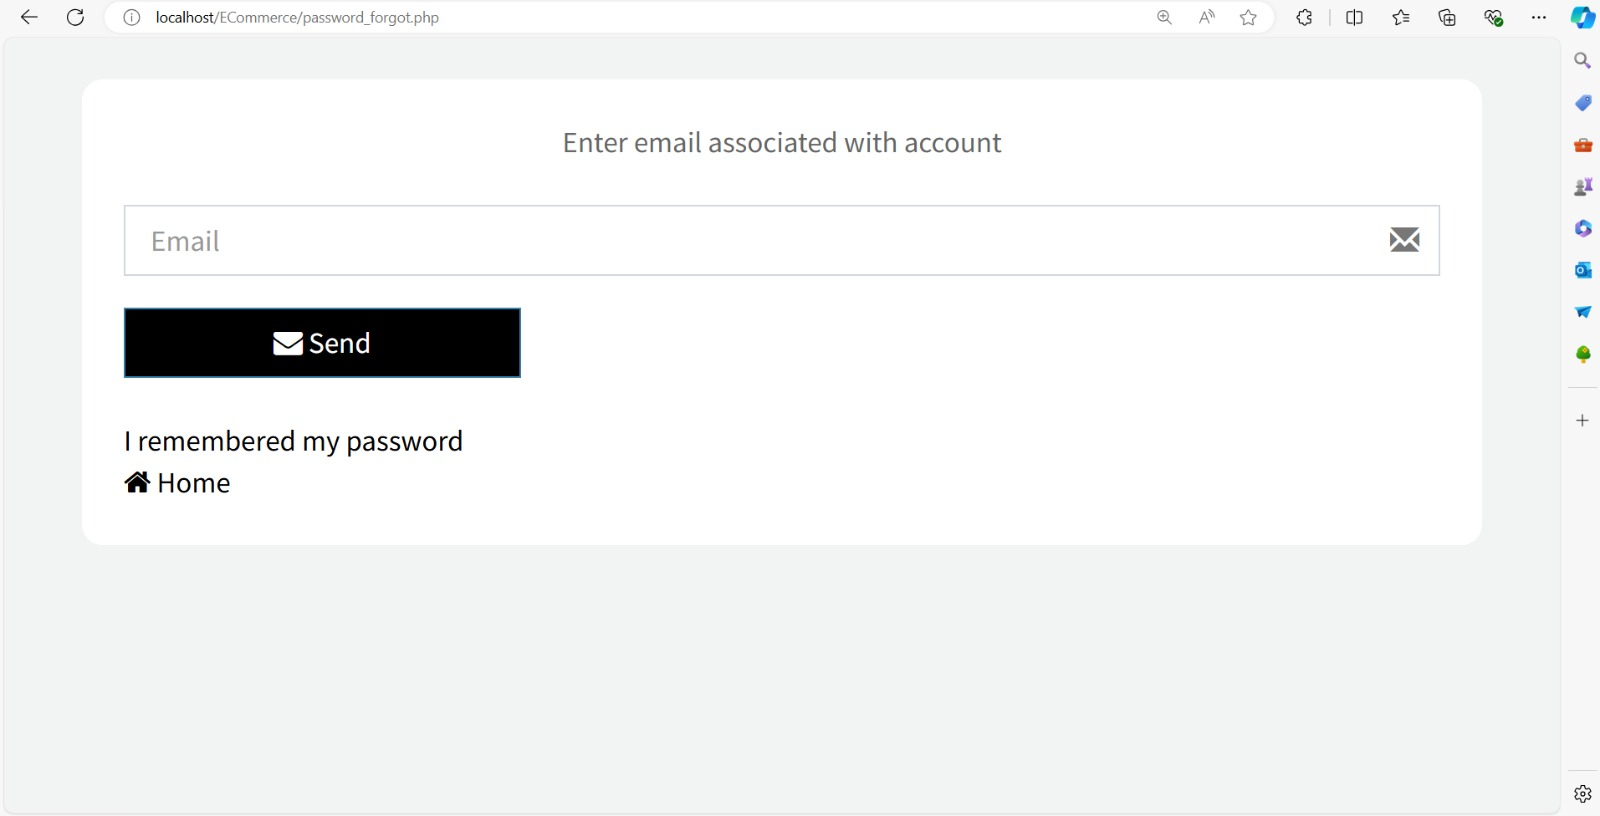 localhost/ECommerce/password_forgot.php
Enter email associated with account
Email
Send
I remembered my password
Home